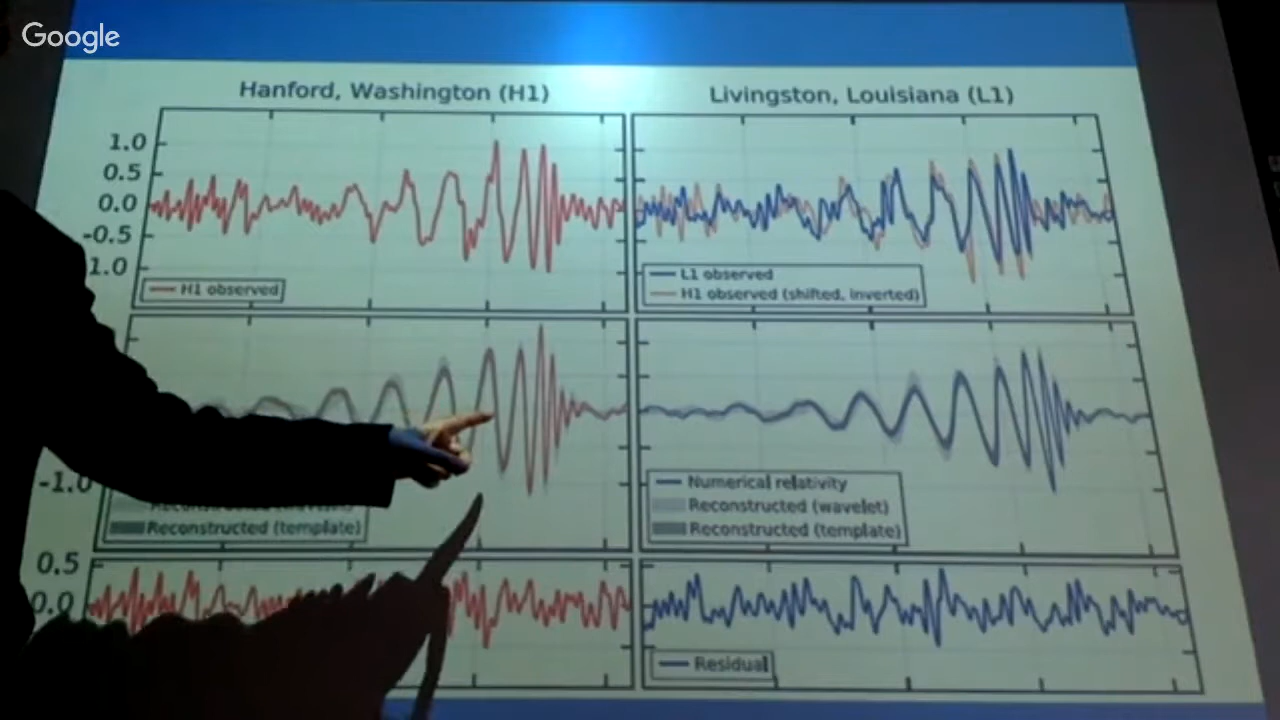 Google
Hanford, Washington (H1)
Livingston, Louisiana (L1)
1.0
0.5
0.0
-0.5
1.0
H1 observed
L1 observed
H1 observed (shifted, inverted)
-1.0
Reconstructed (template)
Numerical relativity
Reconstructed (wavelet)
Reconstructed (template)
0.5
0.0
Residual